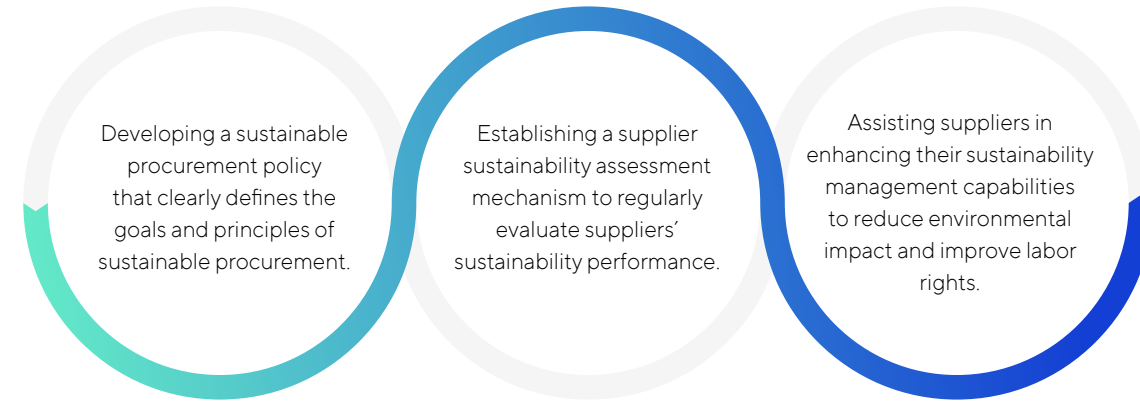 Developing a sustainable
procurement policy
that clearly defines the
goals and principles of
sustainable procurement.
Establishing a supplier
sustainability assessment
mechanism to regularly
evaluate suppliers’
sustainability performance.
Assisting suppliers in
enhancing their sustainability
management capabilities
to reduce environmental
impact and improve labor
rights.